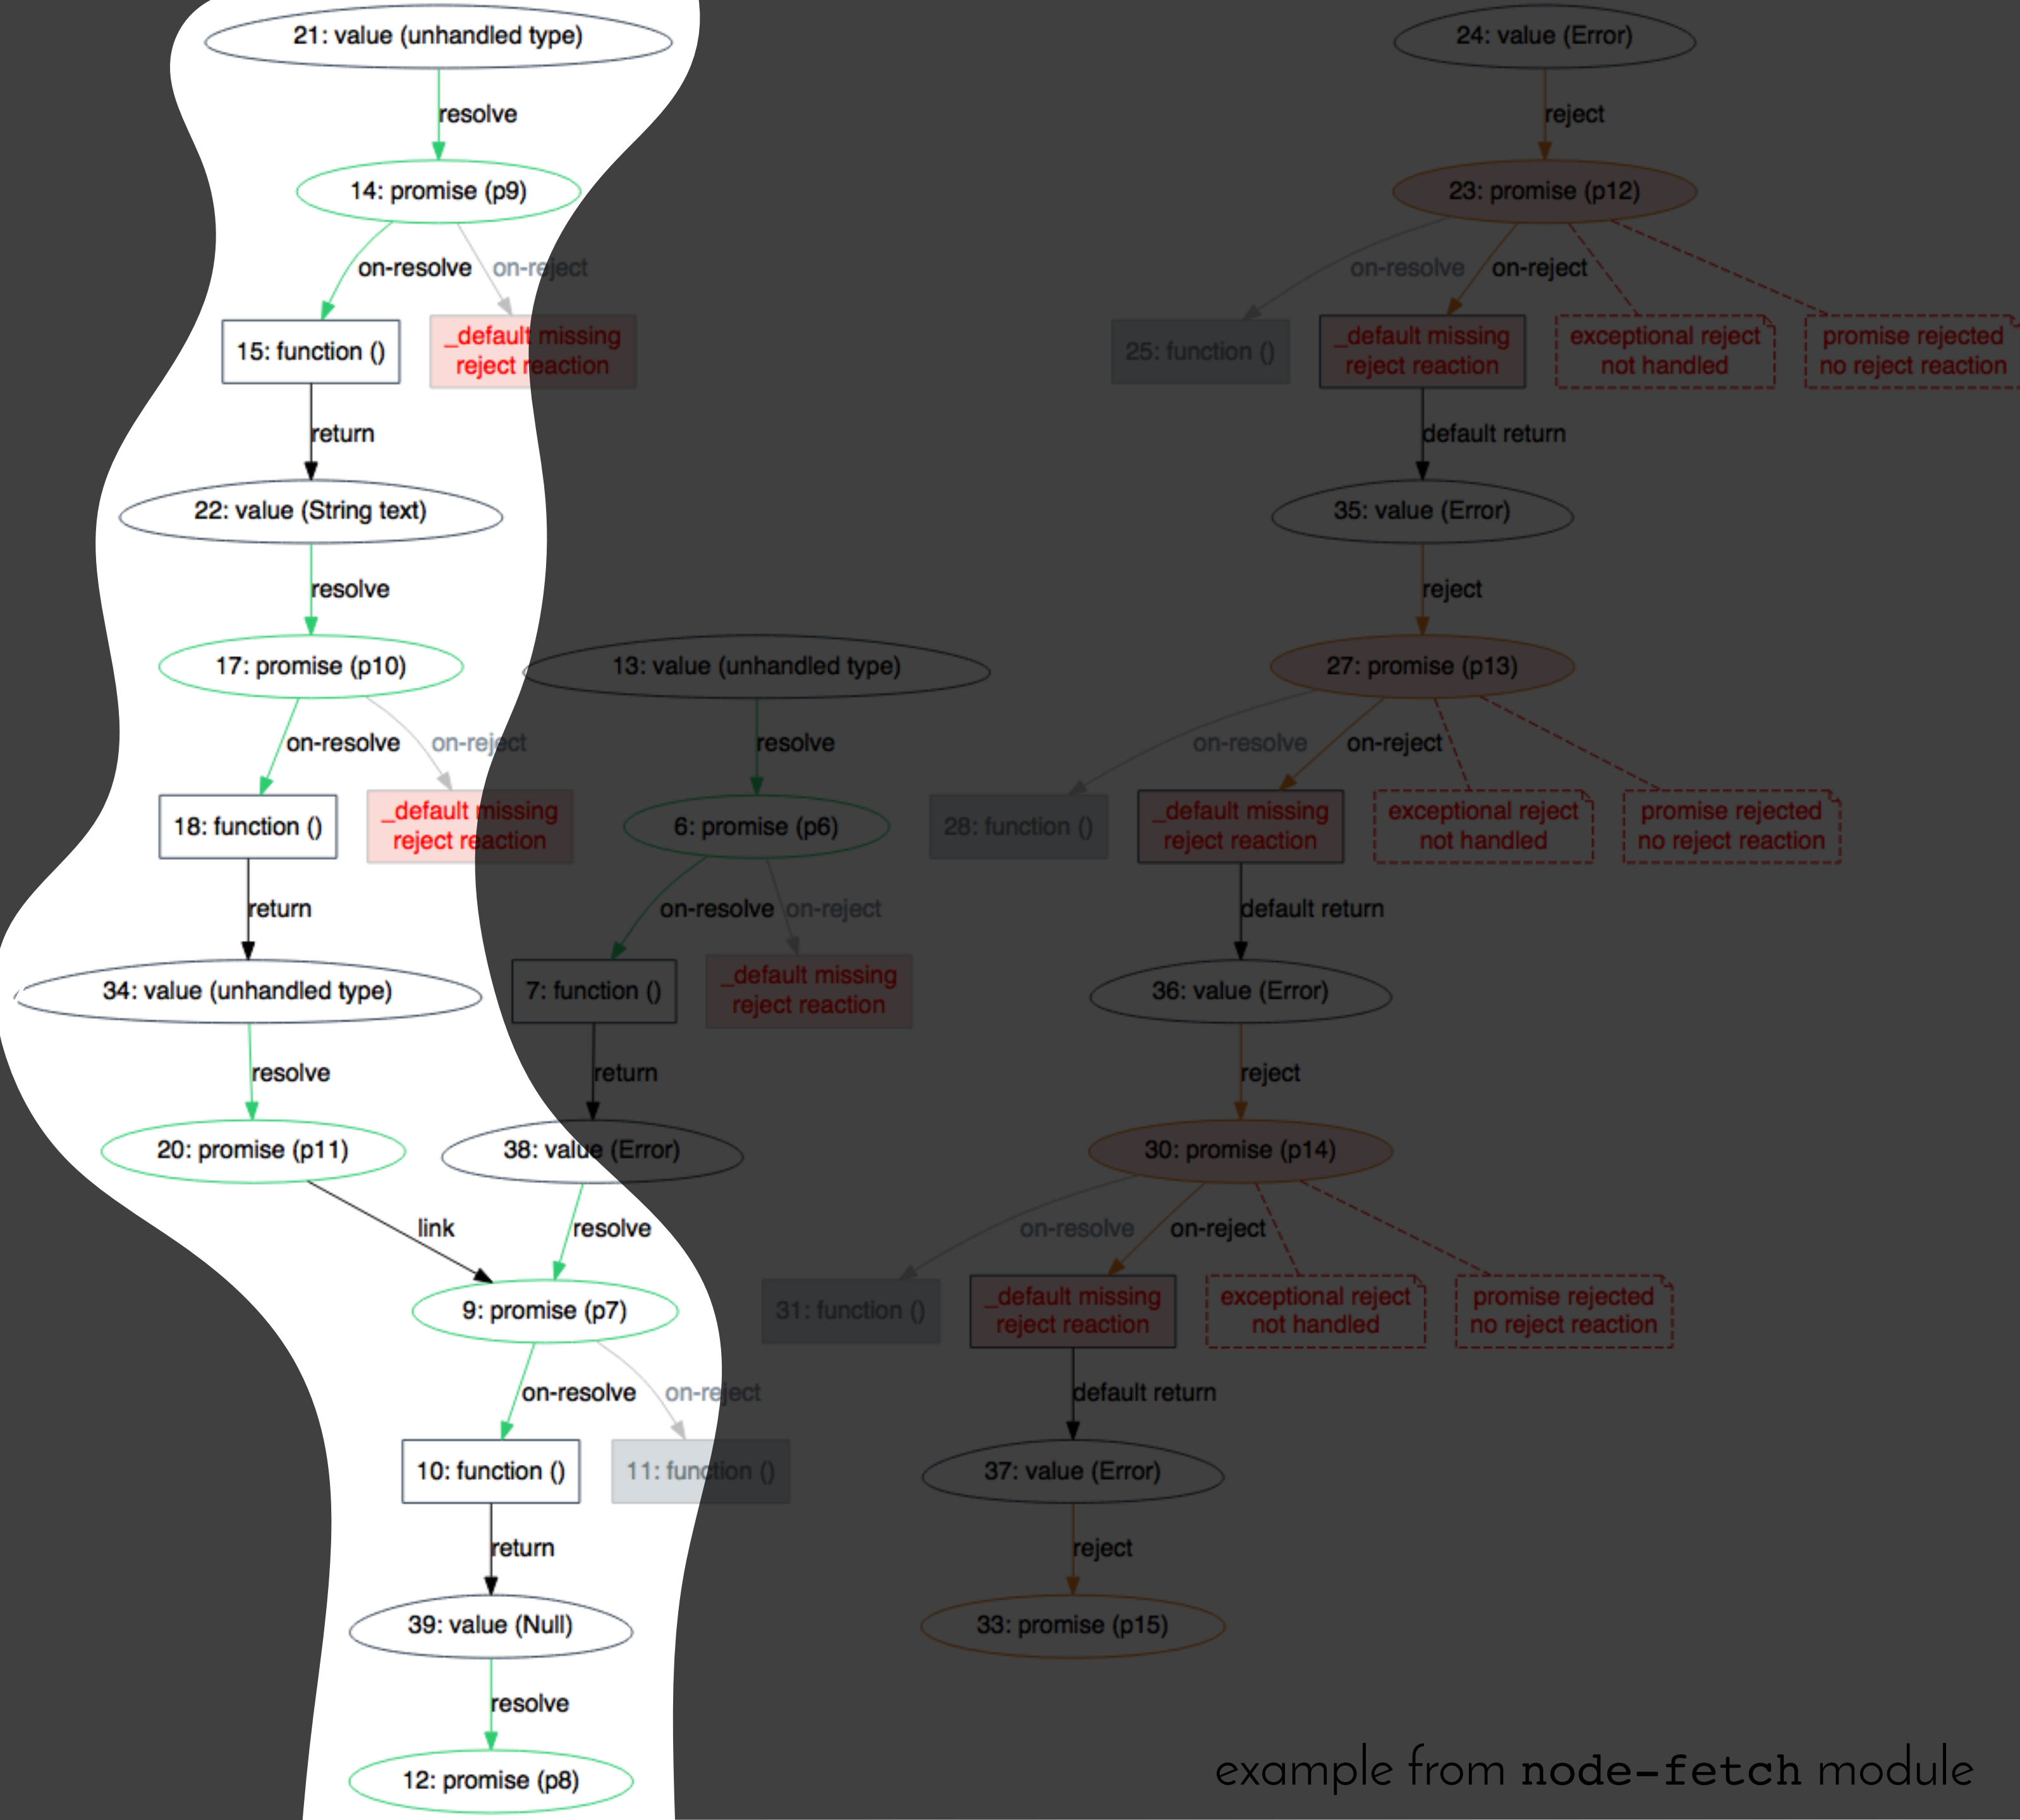 21: value (unhandled type)
24: value (Error)
resolve
reject
14: promise (p9)
23: promise (p12)
on-resolve
on-reject
on-resolve
on-reject
15: function ()
_default missing
reject reaction
25: function ()
_default missing
reject reaction
exceptional reject
not handled
promise rejected
no reject reaction
return
default return
22: value (String text)
35: value (Error)
resolve
reject
17: promise (p10)
13: value (unhandled type)
27: promise (p13)
on-resolve
on-reject
resolve
on-resolve
on-reject
18: function ()
_default missing
reject reaction
6: promise (p6)
28: function ()
_default missing
reject reaction
exceptional reject
not handled
promise rejected
no reject reaction
return
on-resolve
on-reject
default return
34: value (unhandled type)
7: function ()
_default missing
reject reaction
36: value (Error)
resolve
return
reject
20: promise (p11)
38: value (Error)
30: promise (p14)
link
resolve
on-resolve
on-reject
9: promise (p7)
31: function ()
_default missing
reject reaction
exceptional reject
not handled
promise rejected
no reject reaction
on-resolve
on-reject
default return
10: function ()
11: function ()
37: value (Error)
return
reject
39: value (Null)
33: promise (p15)
resolve
12: promise (p8)
example from node-fetch module